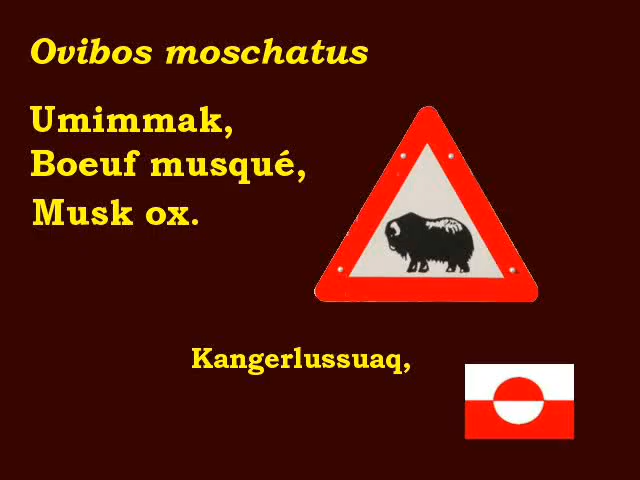 Ovibos moschatus
Umimmak,
Boeuf musqué,
Musk ox.
Kangerlussuaq,